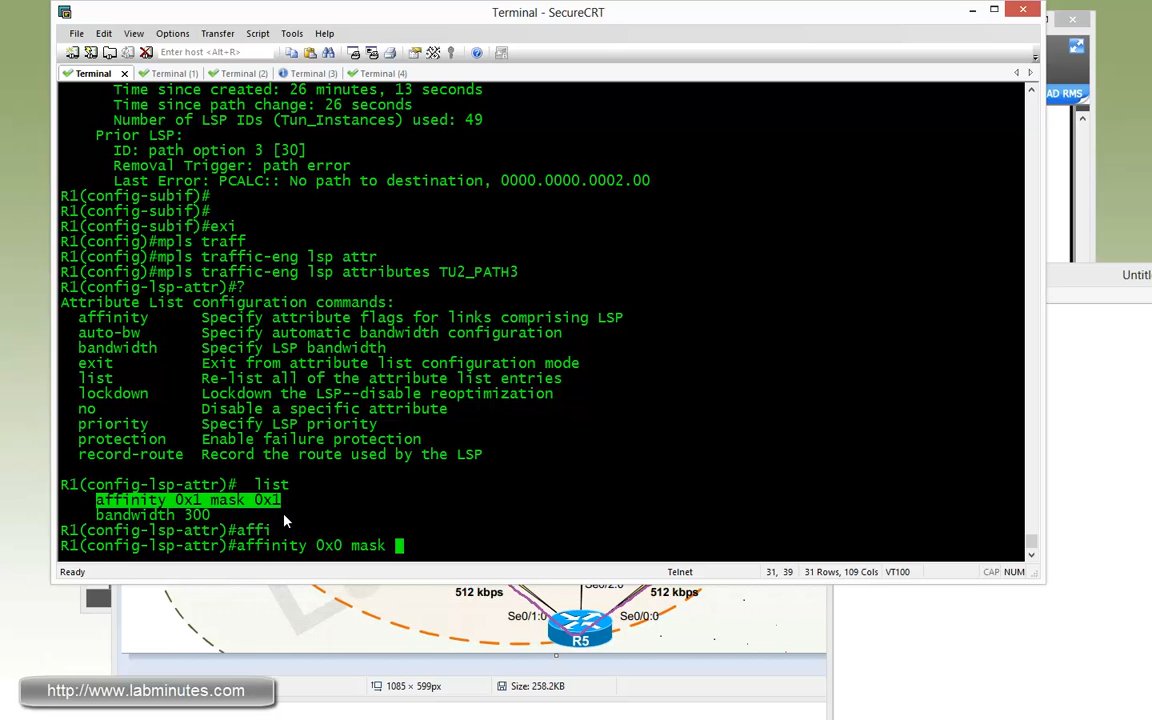 Terminal - SecureCRT
File Edit View Options Transfer Script Tools Help
Enter host <Alt+R>
Terminal Terminal (1) Terminal (2) Terminal (3) Terminal (4)
AD RMS
Time since created: 26 minutes, 13 seconds
Time since path change: 26 seconds
Number of LSP IDs (Tun_Instances) used: 49
Prior LSP:
ID: path option 3 [30]
Removal Trigger: path error
Last Error: PCALC:: No path to destination, 0000.0000.0002.00
R1(config-subif)#
R1(config-subif)#
R1(config-subif)#exi
R1(config)#mpls traff
R1(config)#mpls traffic-eng lsp attr
R1(config)#mpls traffic-eng lsp attributes TU2_PATH3
R1(config-lsp-attr)#?
Attribute List configuration commands:
affinity Specify attribute flags for links comprising LSP
auto-bw Specify automatic bandwidth configuration
bandwidth Specify LSP bandwidth
exit Exit from attribute list configuration mode
list Re-list all of the attribute list entries
lockdown Lockdown the LSP--disable reoptimization
no Disable a specific attribute
priority Specify LSP priority
protection Enable failure protection
record-route Record the route used by the LSP
R1(config-lsp-attr)# list
affinity 0x1 mask 0x1
bandwidth 300
R1(config-lsp-attr)#affi
R1(config-lsp-attr)#affinity 0x0 mask
Untitl
Ready Telnet 31, 39 31 Rows, 109 Cols VT100 CAP NUM
512 kbps Se0/2:0 512 kbps
Se0/1:0 Se0/0:0
R5
1085 × 599px Size: 258.2KB
http://www.labminutes.com